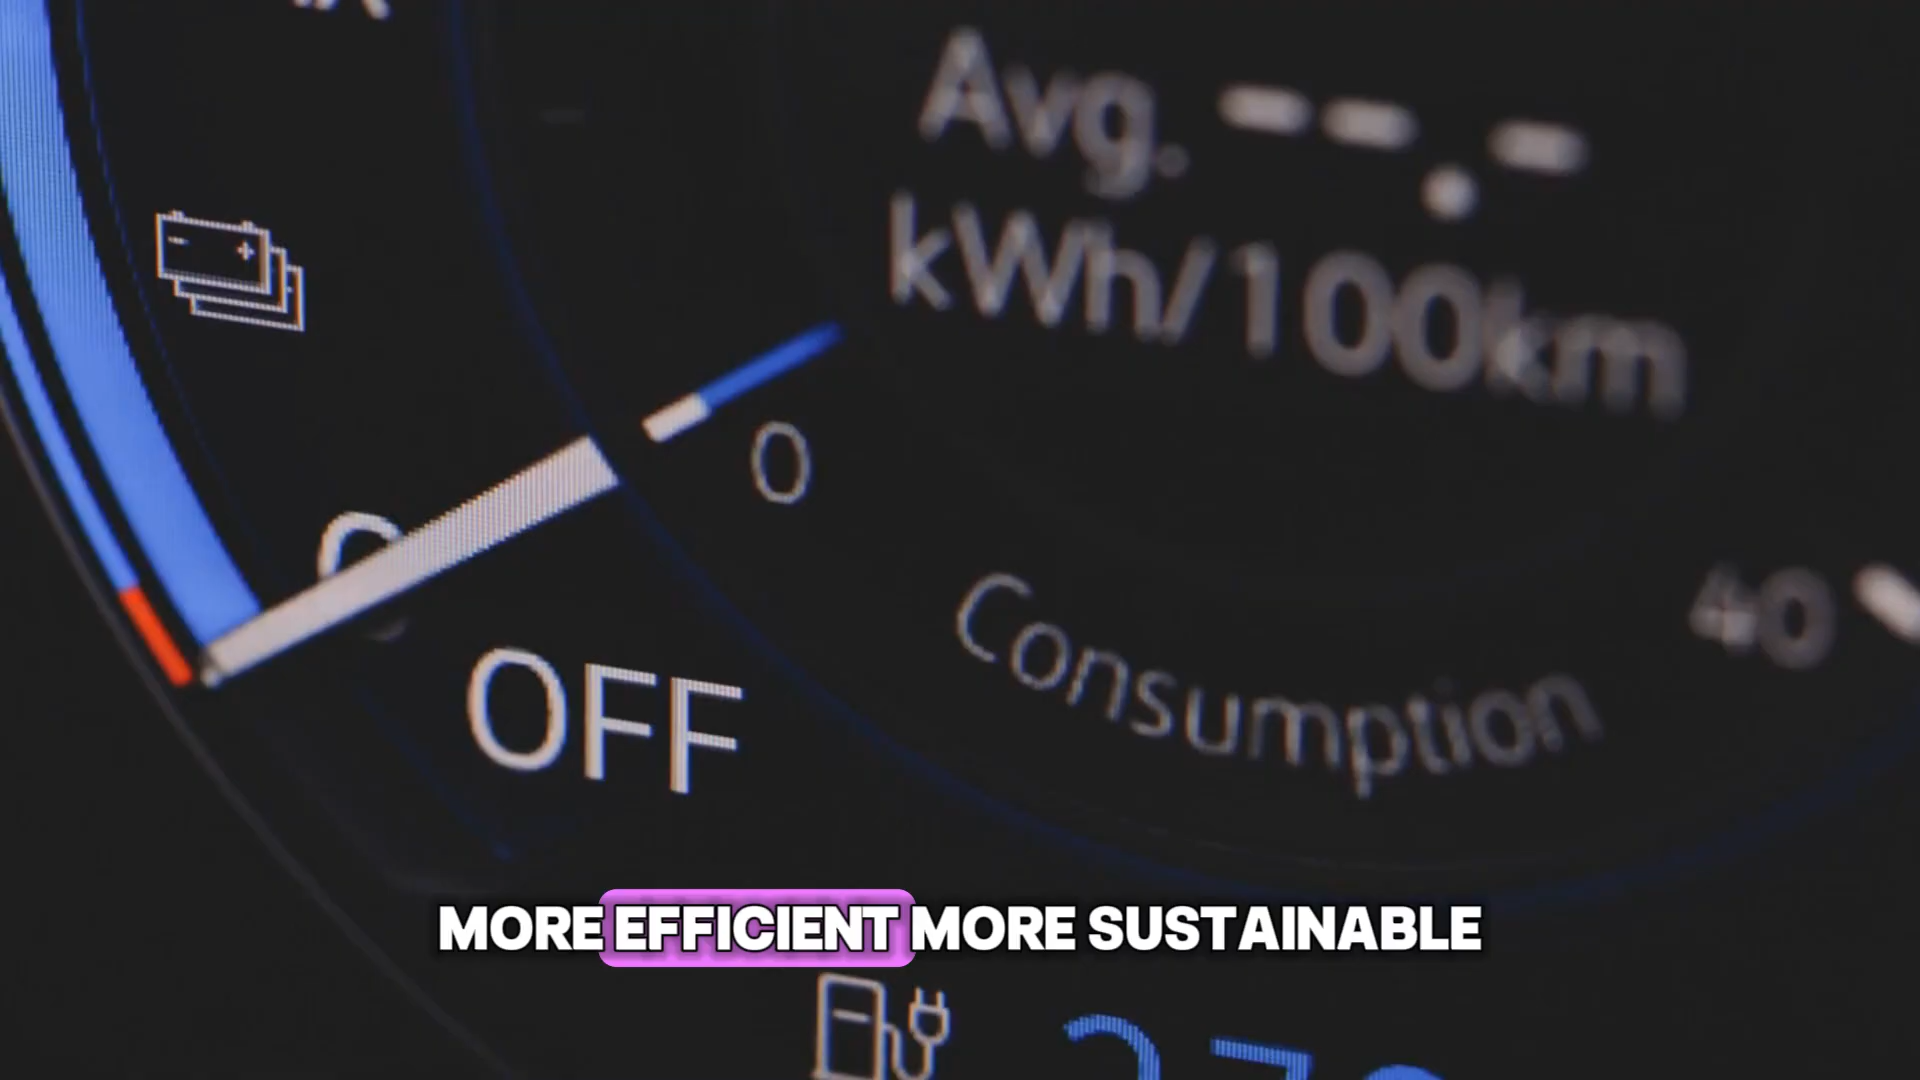 Avg. --.-
kWh/100km
0
40
Consumption
OFF
MORE EFFICIENT MORE SUSTAINABLE